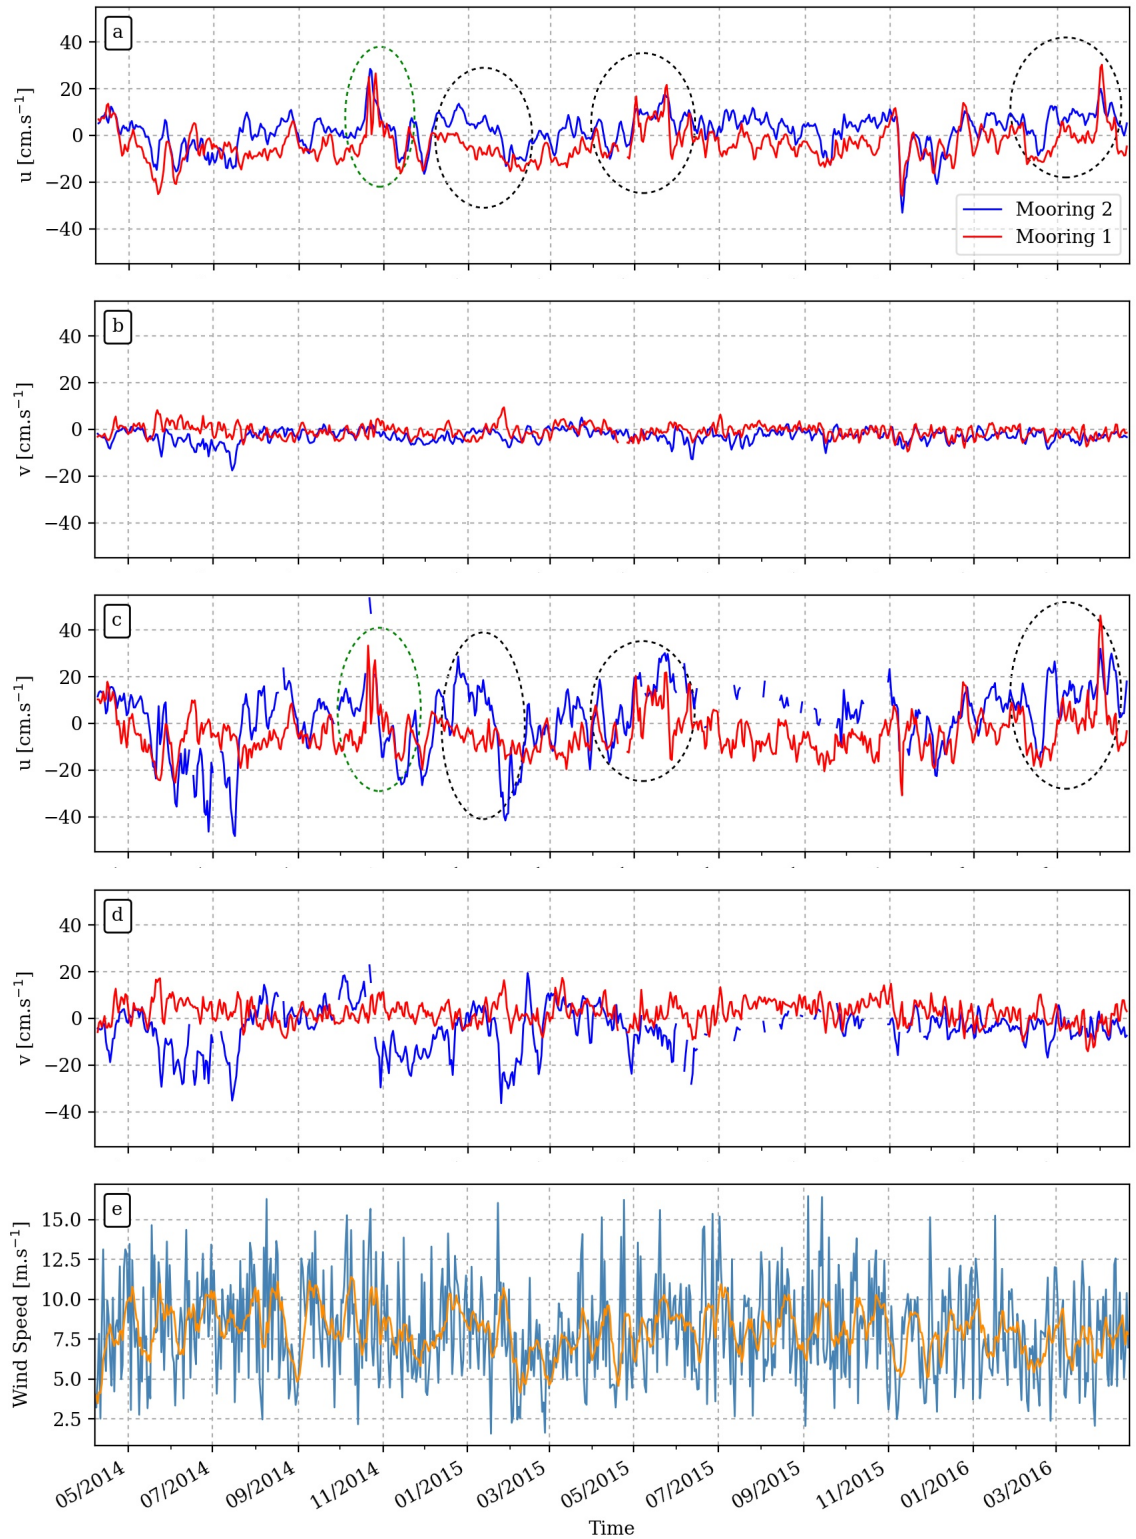 a
40
20
0
−20
−40
u [cm.s⁻¹]
Mooring 2
Mooring 1
b
40
20
0
−20
−40
v [cm.s⁻¹]
c
40
20
0
−20
−40
u [cm.s⁻¹]
d
40
20
0
−20
−40
v [cm.s⁻¹]
e
15.0
12.5
10.0
7.5
5.0
2.5
Wind Speed [m.s⁻¹]
05/2014 07/2014 09/2014 11/2014 01/2015 03/2015 05/2015 07/2015 09/2015 11/2015 01/2016 03/2016
Time